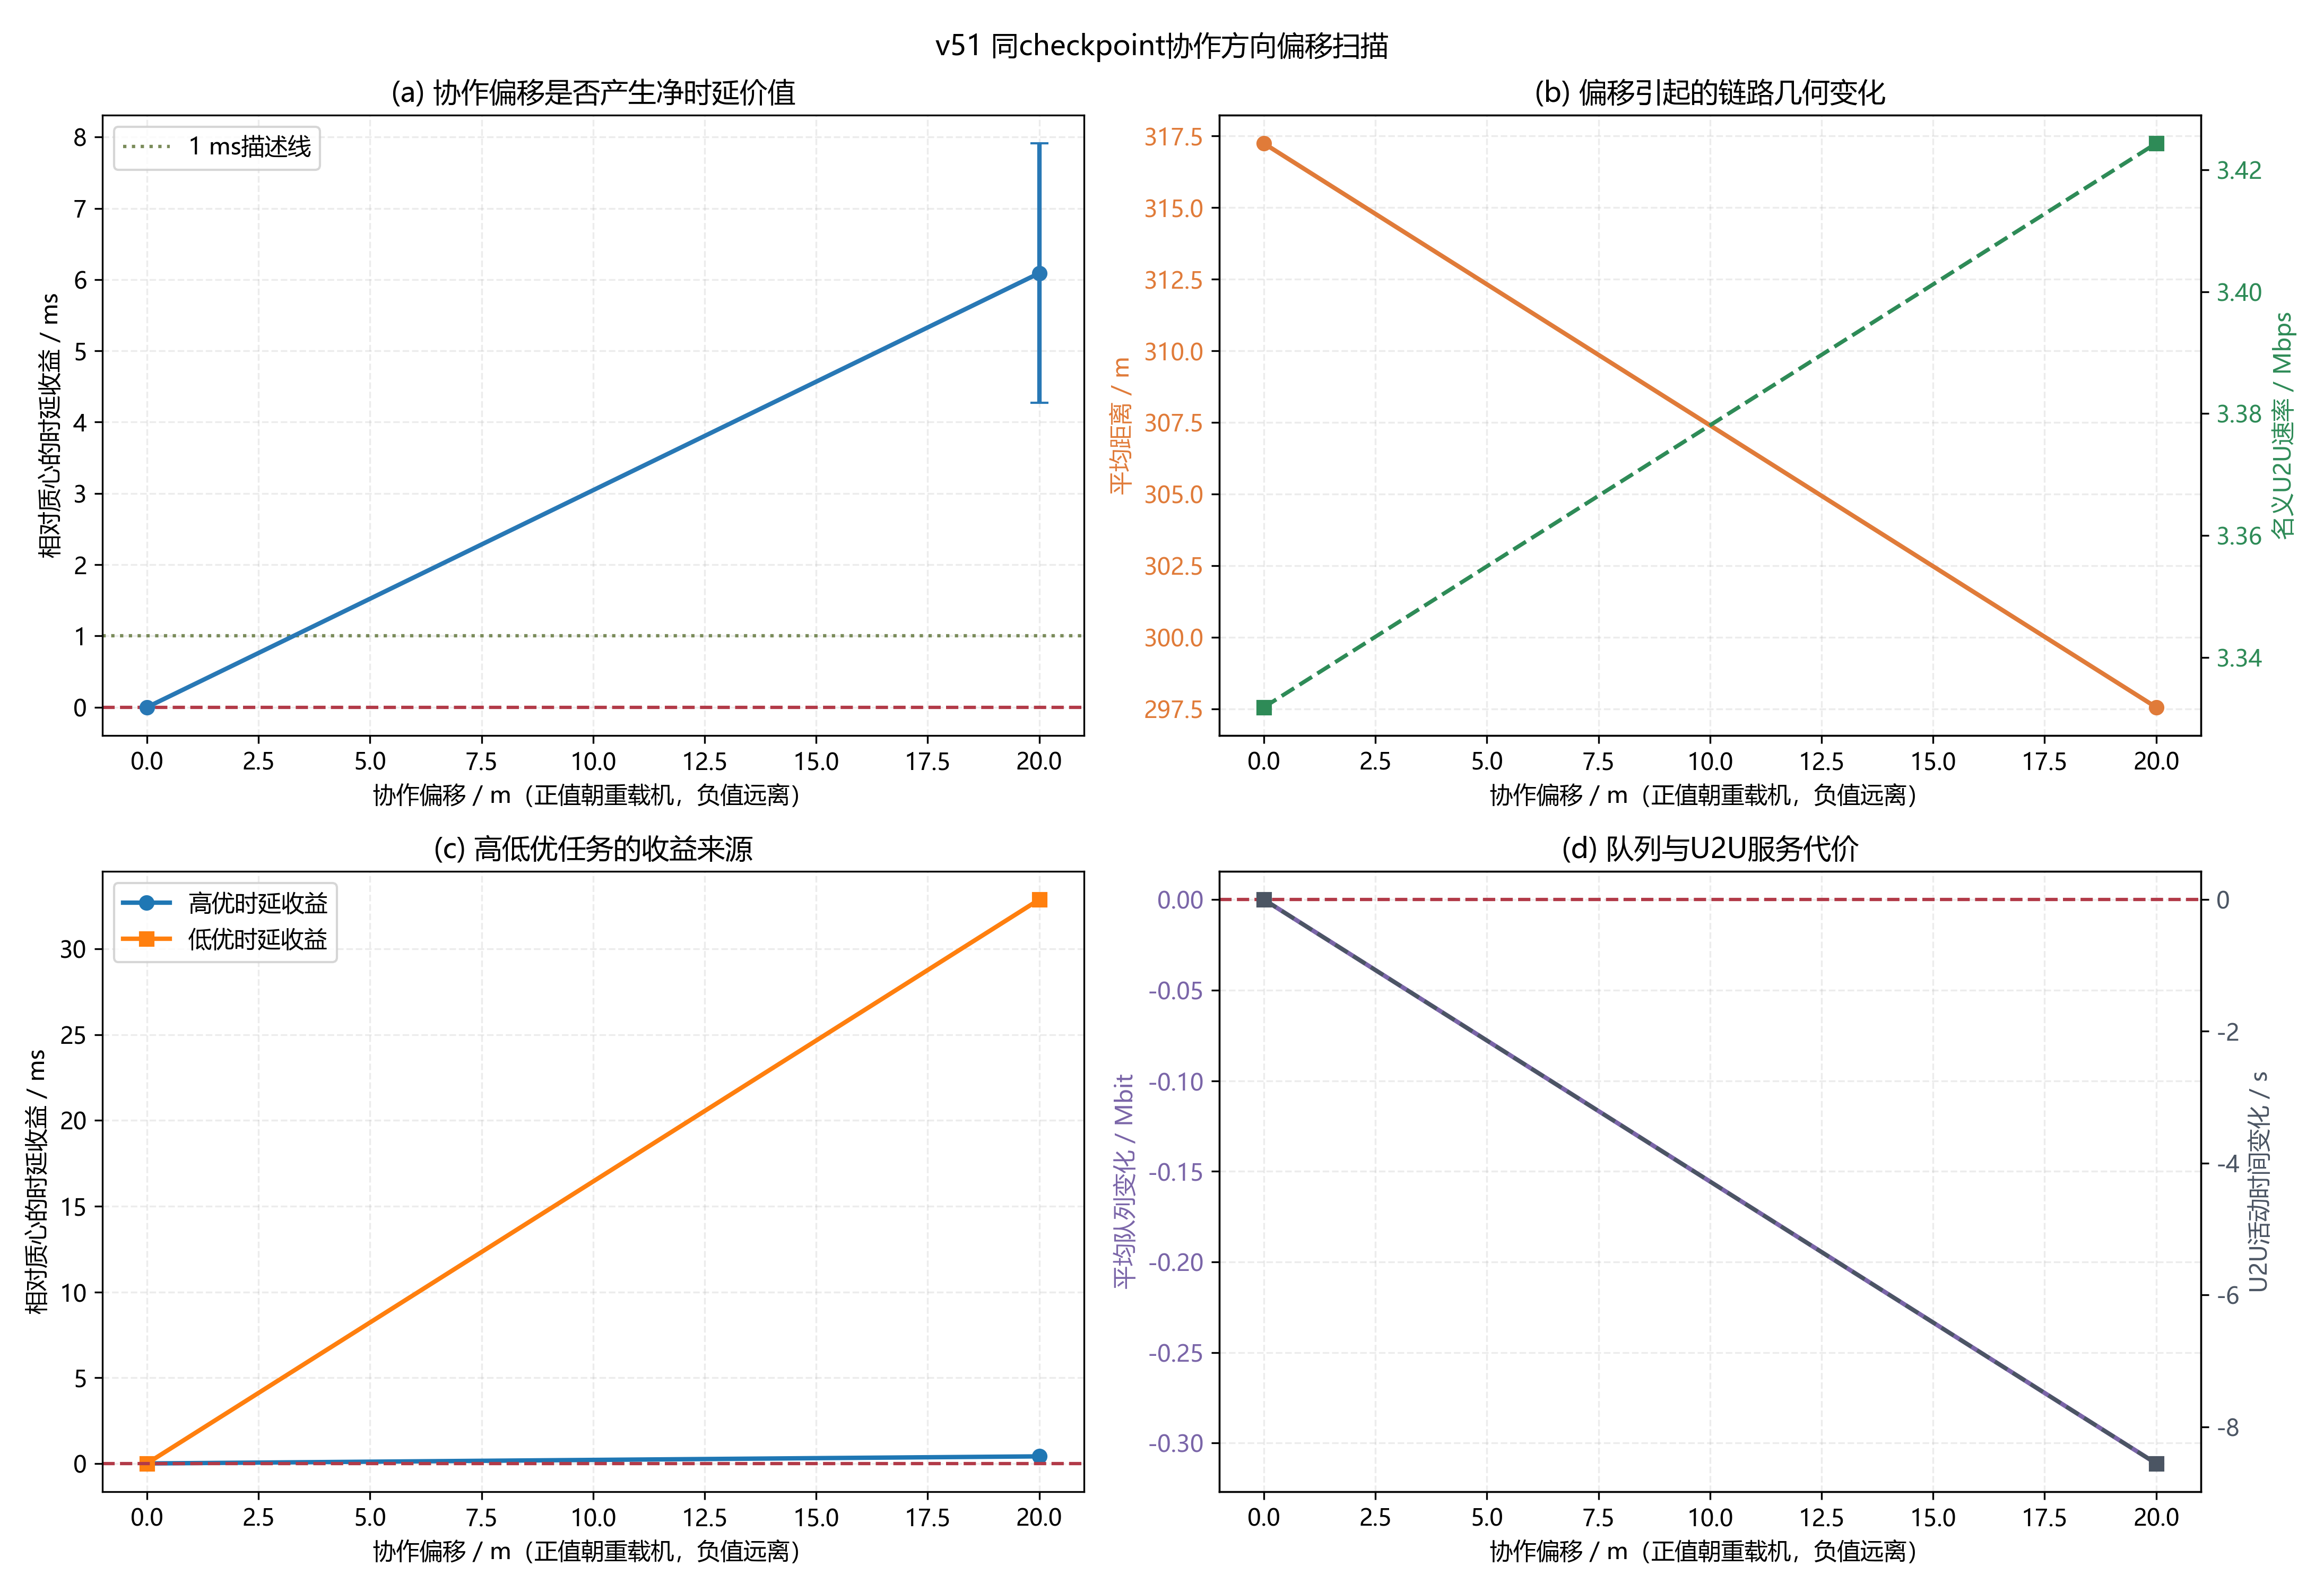 v51 同checkpoint协作方向偏移扫描
(a) 协作偏移是否产生净时延价值
1 ms描述线
相对质心的时延收益 / ms
8
7
6
5
4
3
2
1
0
0.0 2.5 5.0 7.5 10.0 12.5 15.0 17.5 20.0
协作偏移 / m（正值朝重载机，负值远离）
(b) 偏移引起的链路几何变化
平均距离 / m
317.5
315.0
312.5
310.0
307.5
305.0
302.5
300.0
297.5
名义U2U速率 / Mbps
3.42
3.40
3.38
3.36
3.34
0.0 2.5 5.0 7.5 10.0 12.5 15.0 17.5 20.0
协作偏移 / m（正值朝重载机，负值远离）
(c) 高低优任务的收益来源
高优时延收益
低优时延收益
相对质心的时延收益 / ms
30
25
20
15
10
5
0
0.0 2.5 5.0 7.5 10.0 12.5 15.0 17.5 20.0
协作偏移 / m（正值朝重载机，负值远离）
(d) 队列与U2U服务代价
平均队列变化 / Mbit
0.00
-0.05
-0.10
-0.15
-0.20
-0.25
-0.30
U2U活动时间变化 / s
0
-2
-4
-6
-8
0.0 2.5 5.0 7.5 10.0 12.5 15.0 17.5 20.0
协作偏移 / m（正值朝重载机，负值远离）